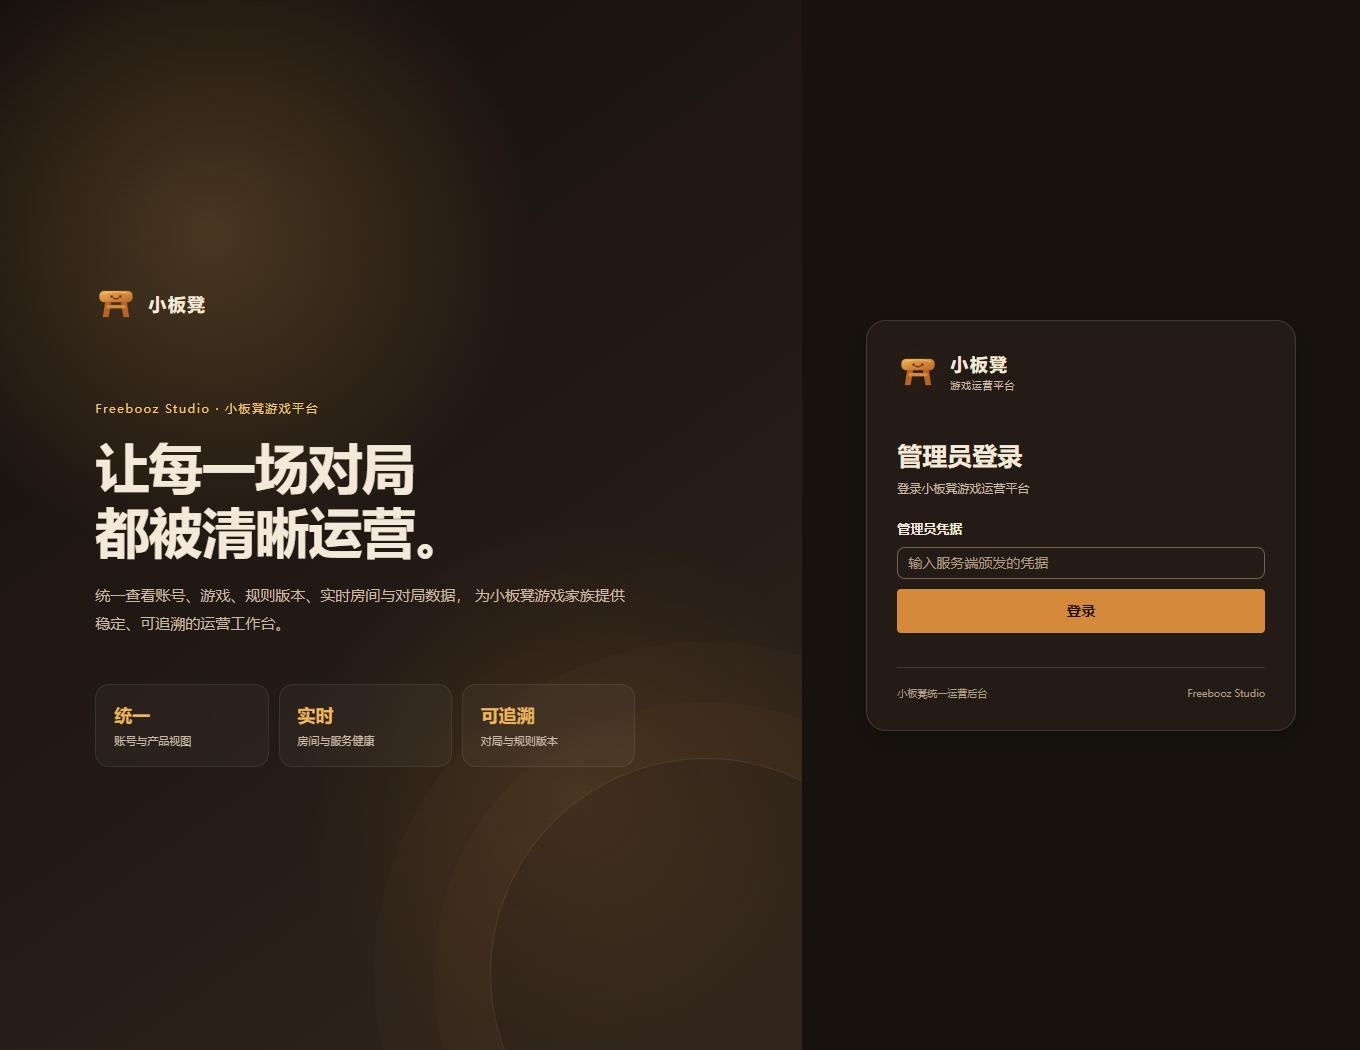 小板凳
Freebooz Studio · 小板凳游戏平台
让每一场对局
都被清晰运营。
统一查看账号、游戏、规则版本、实时房间与对局数据， 为小板凳游戏家族提供
稳定、可追溯的运营工作台。
统一
账号与产品视图
实时
房间与服务健康
可追溯
对局与规则版本
小板凳
游戏运营平台
管理员登录
登录小板凳游戏运营平台
管理员凭据
输入服务端颁发的凭据
登录
小板凳统一运营后台
Freebooz Studio